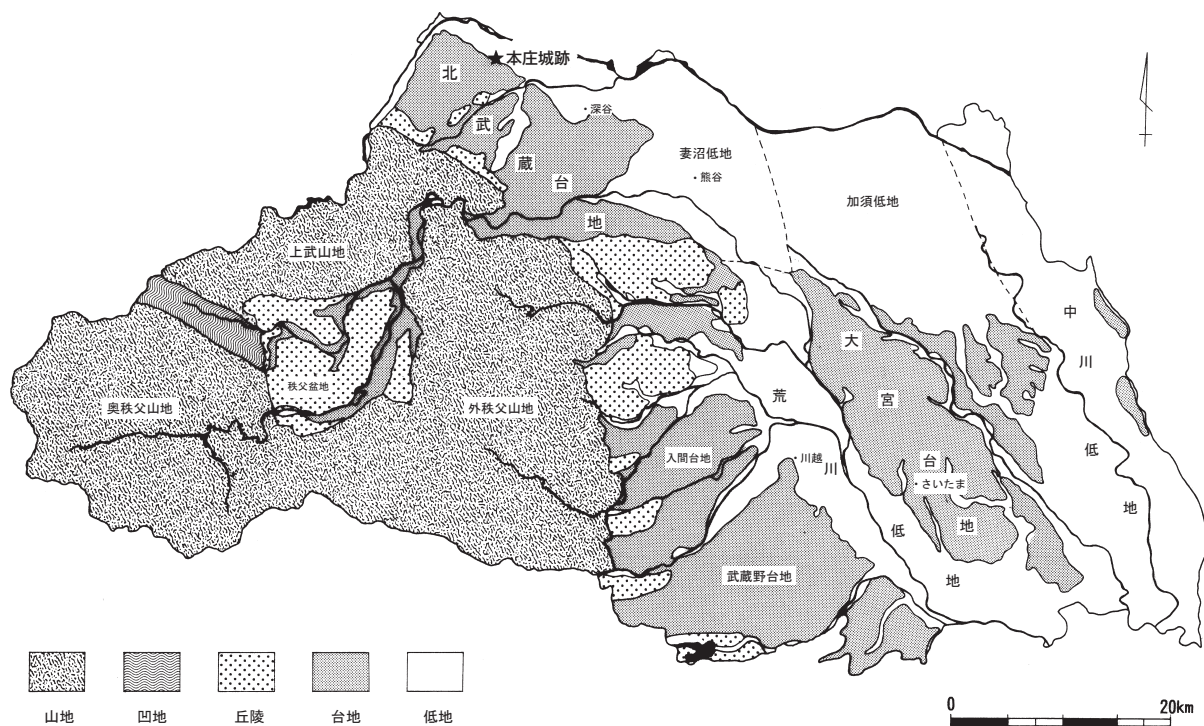 ★本庄城跡
北武蔵台地
・深谷
妻沼低地
・熊谷
加須低地
上武山地
秩父盆地
奥秩父山地
外秩父山地
大宮台地
・さいたま
中川低地
荒川低地
・川越
入間台地
武蔵野台地
山地 凹地 丘陵 台地 低地
0 20km